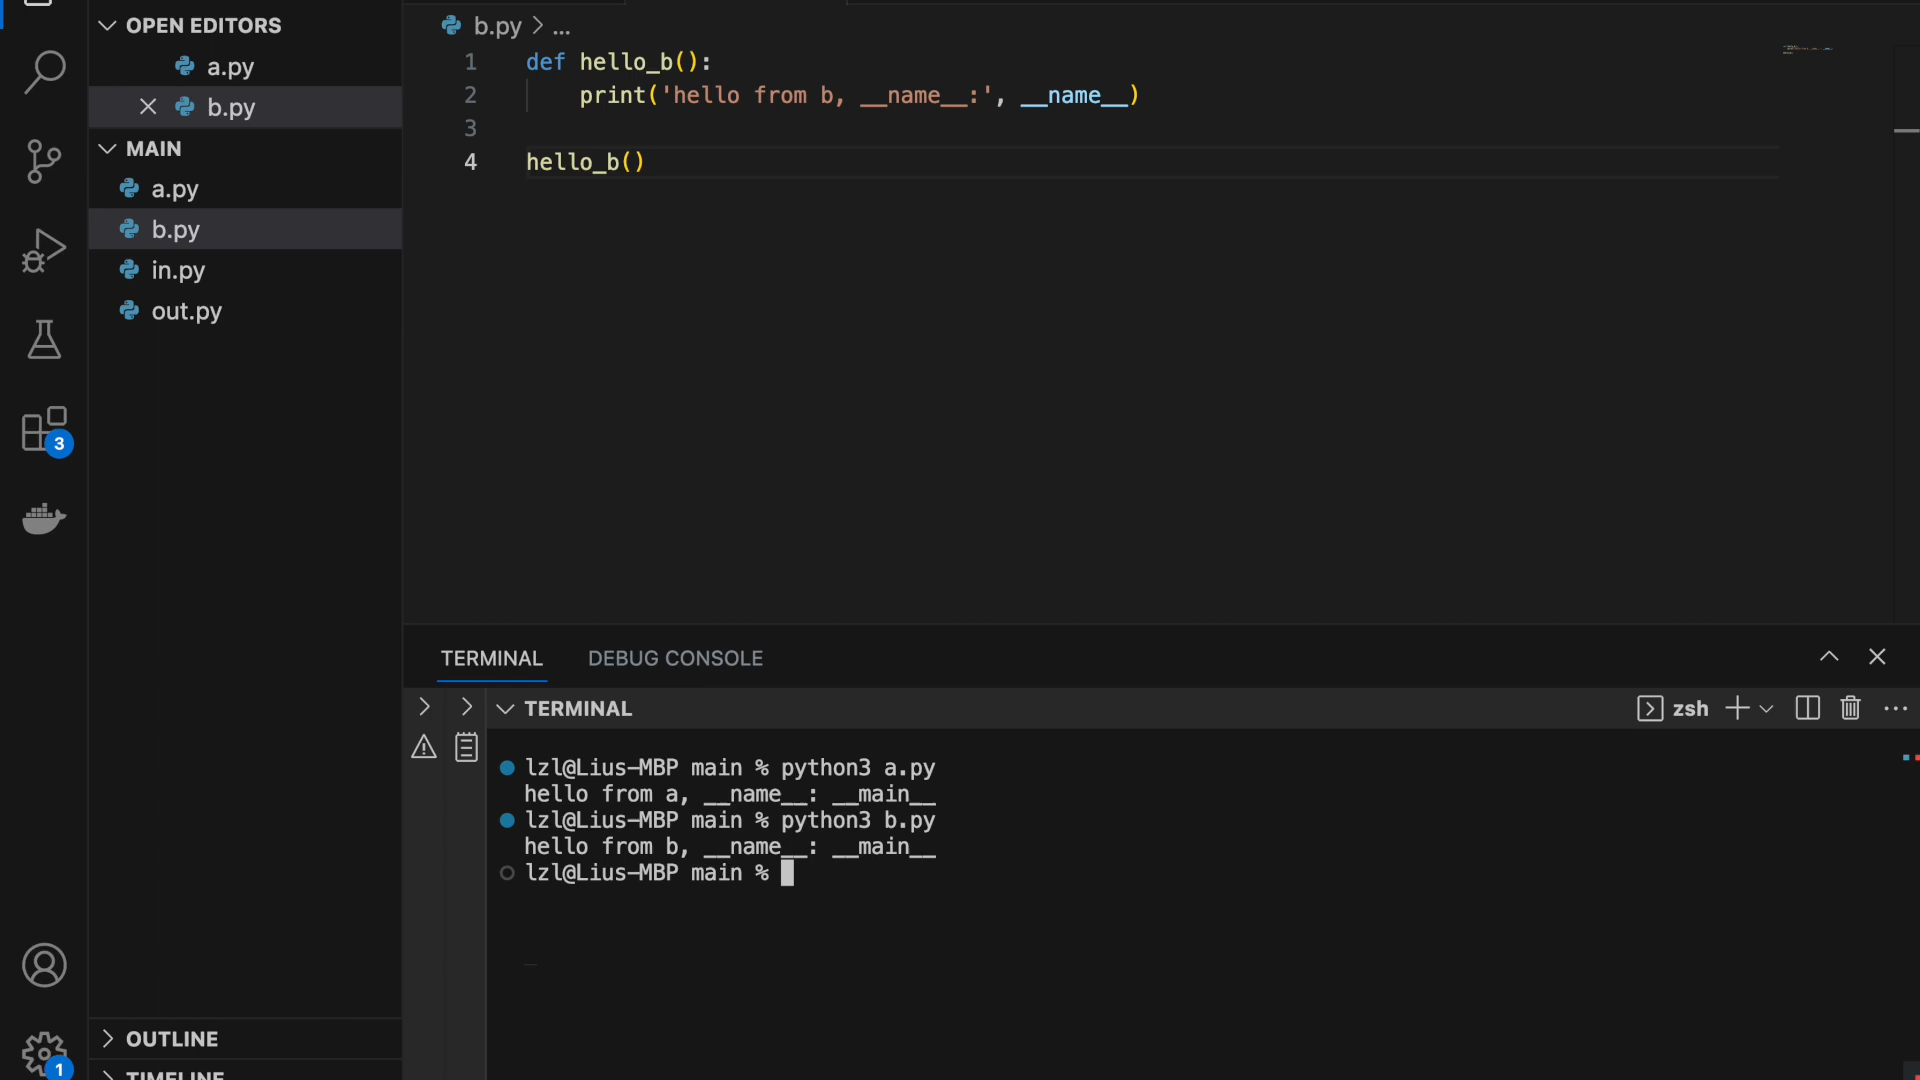 OPEN EDITORS
a.py
b.py
MAIN
a.py
b.py
in.py
out.py
3
OUTLINE
TIMELINE
1
b.py > ...
1 def hello_b():
2 print('hello from b, __name__:', __name__)
3
4 hello_b()
TERMINAL DEBUG CONSOLE
TERMINAL
zsh
lzl@Lius-MBP main % python3 a.py
hello from a, __name__: __main__
lzl@Lius-MBP main % python3 b.py
hello from b, __name__: __main__
lzl@Lius-MBP main %